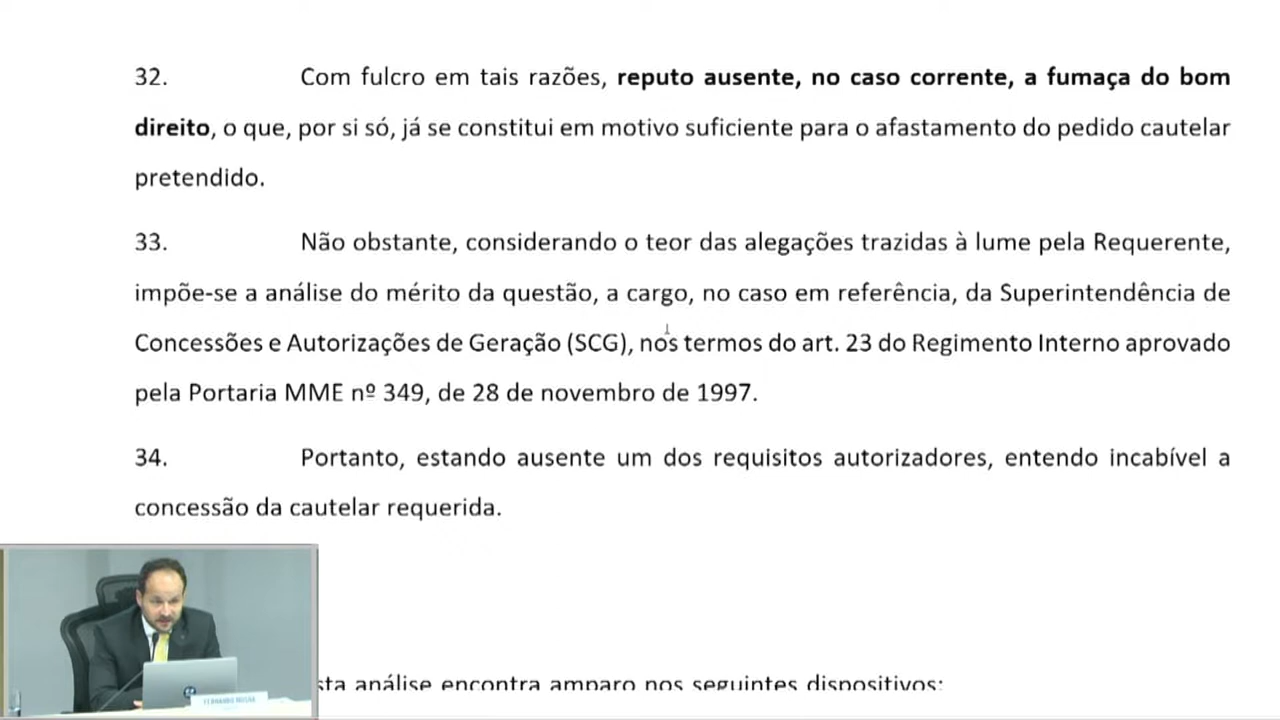 32. Com fulcro em tais razões, reputo ausente, no caso corrente, a fumaça do bom
direito, o que, por si só, já se constitui em motivo suficiente para o afastamento do pedido cautelar
pretendido.
33. Não obstante, considerando o teor das alegações trazidas à lume pela Requerente,
impõe-se a análise do mérito da questão, a cargo, no caso em referência, da Superintendência de
Concessões e Autorizações de Geração (SCG), nos termos do art. 23 do Regimento Interno aprovado
pela Portaria MME nº 349, de 28 de novembro de 1997.
34. Portanto, estando ausente um dos requisitos autorizadores, entendo incabível a
concessão da cautelar requerida.
sta análise encontra amparo nos seguintes dispositivos: